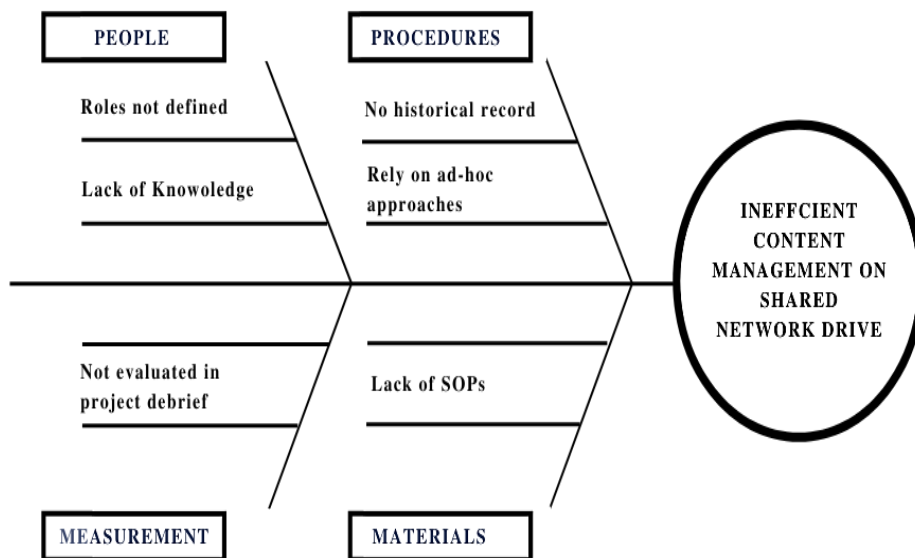 PEOPLE
PROCEDURES
Roles not defined
No historical record
Lack of Knowoledge
Rely on ad-hoc
approaches
INEFFCIENT
CONTENT
MANAGEMENT ON
SHARED
NETWORK DRIVE
Not evaluated in
project debrief
Lack of SOPs
MEASUREMENT
MATERIALS